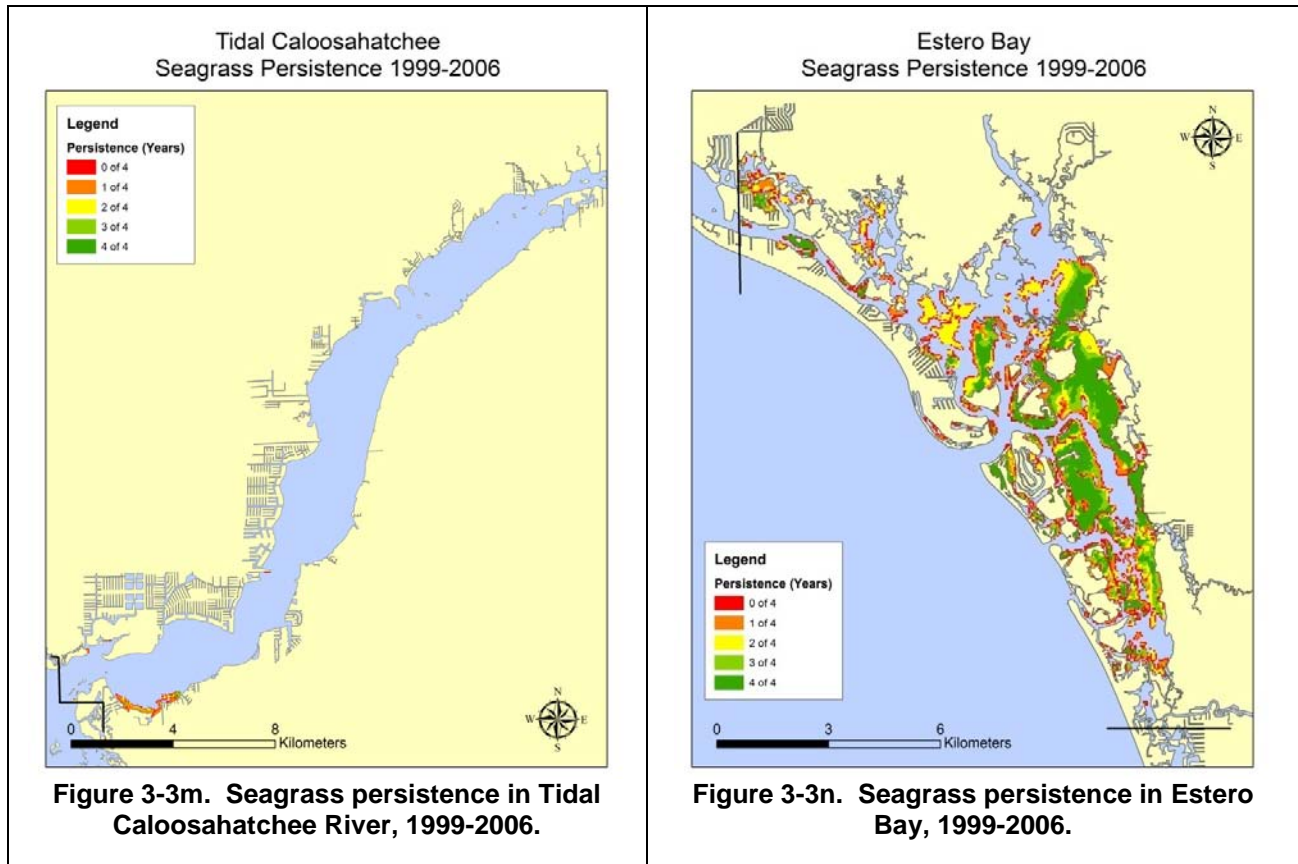 Tidal Caloosahatchee
Seagrass Persistence 1999-2006
Legend
Persistence (Years)
0 of 4
1 of 4
2 of 4
3 of 4
4 of 4
N
W E
S
0 4 8
Kilometers
Figure 3-3m. Seagrass persistence in Tidal
Caloosahatchee River, 1999-2006.
Estero Bay
Seagrass Persistence 1999-2006
N
W E
S
Legend
Persistence (Years)
0 of 4
1 of 4
2 of 4
3 of 4
4 of 4
0 3 6
Kilometers
Figure 3-3n. Seagrass persistence in Estero
Bay, 1999-2006.